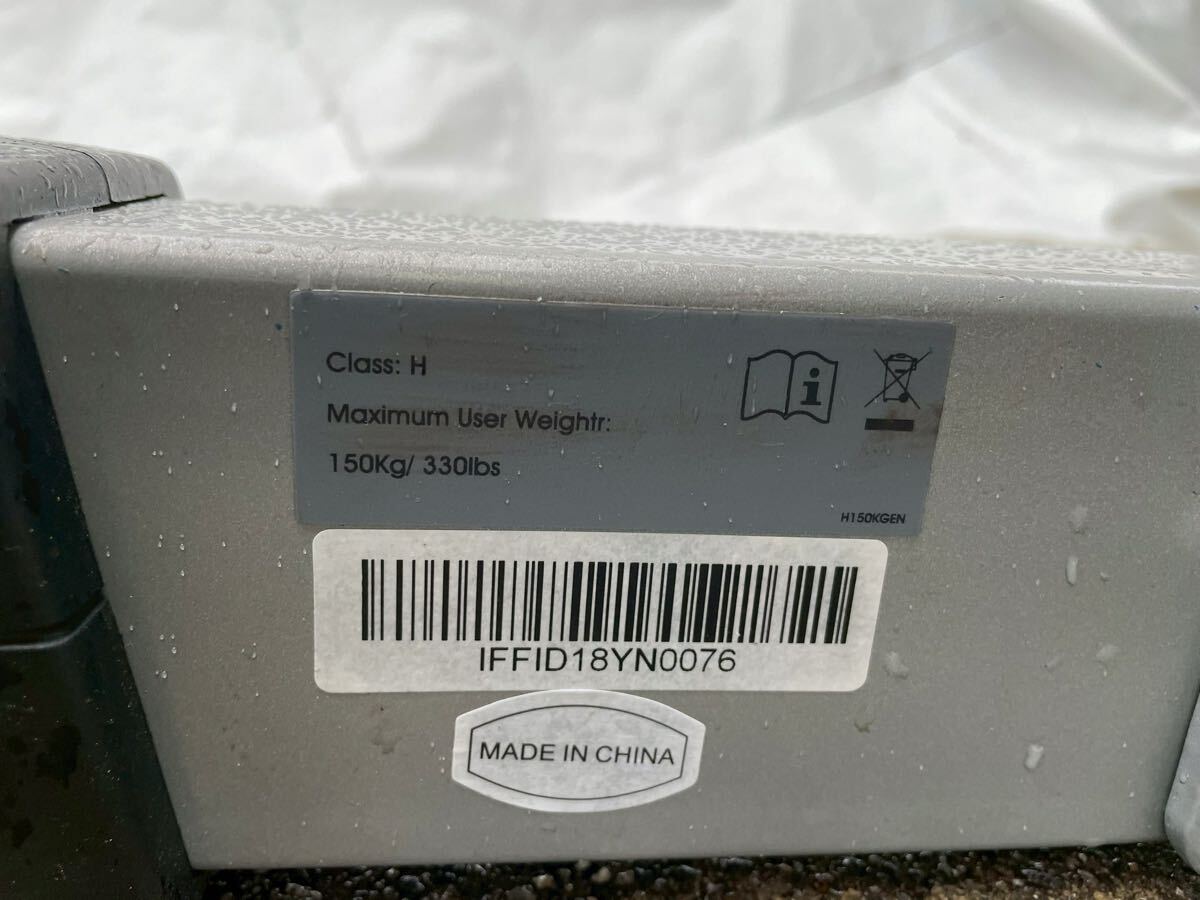 Class: H
Maximum User Weightr:
150Kg/ 330lbs
i
H150KGEN
IFFID18YN0076
MADE IN CHINA